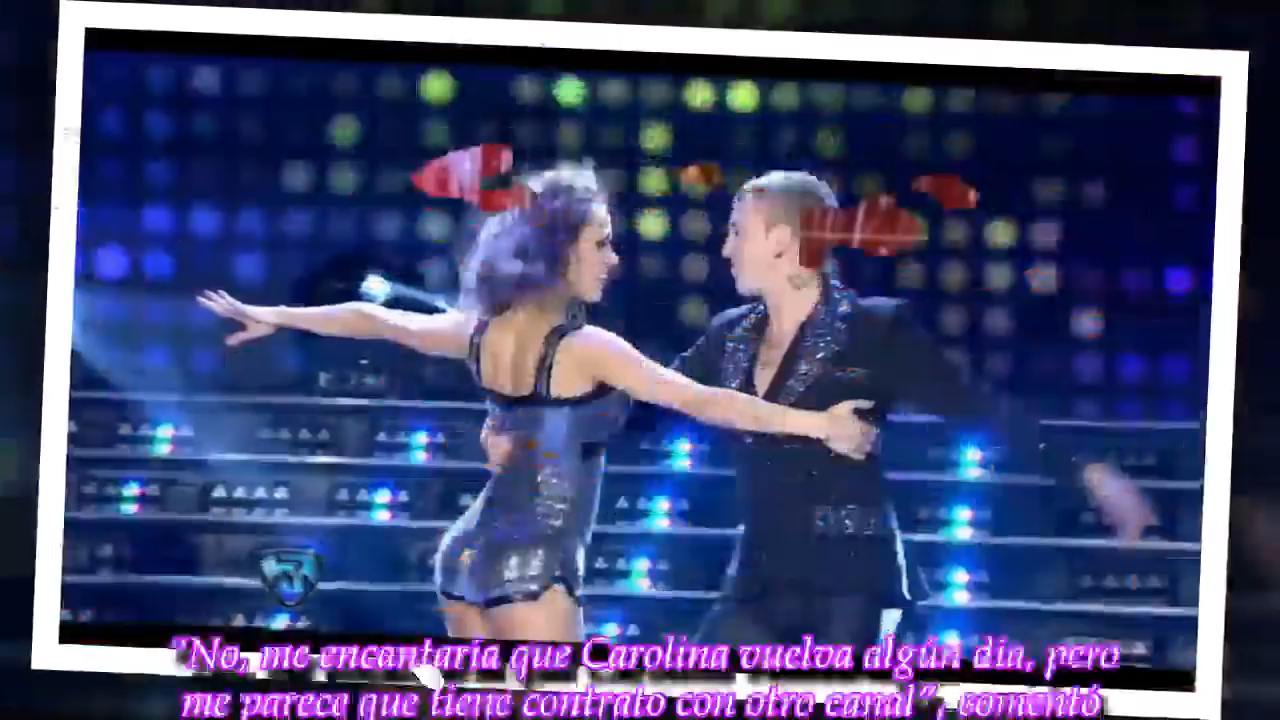 "No, me encantaría que Carolina vuelva algún día, pero
me parece que tiene contrato con otro canal", comentó